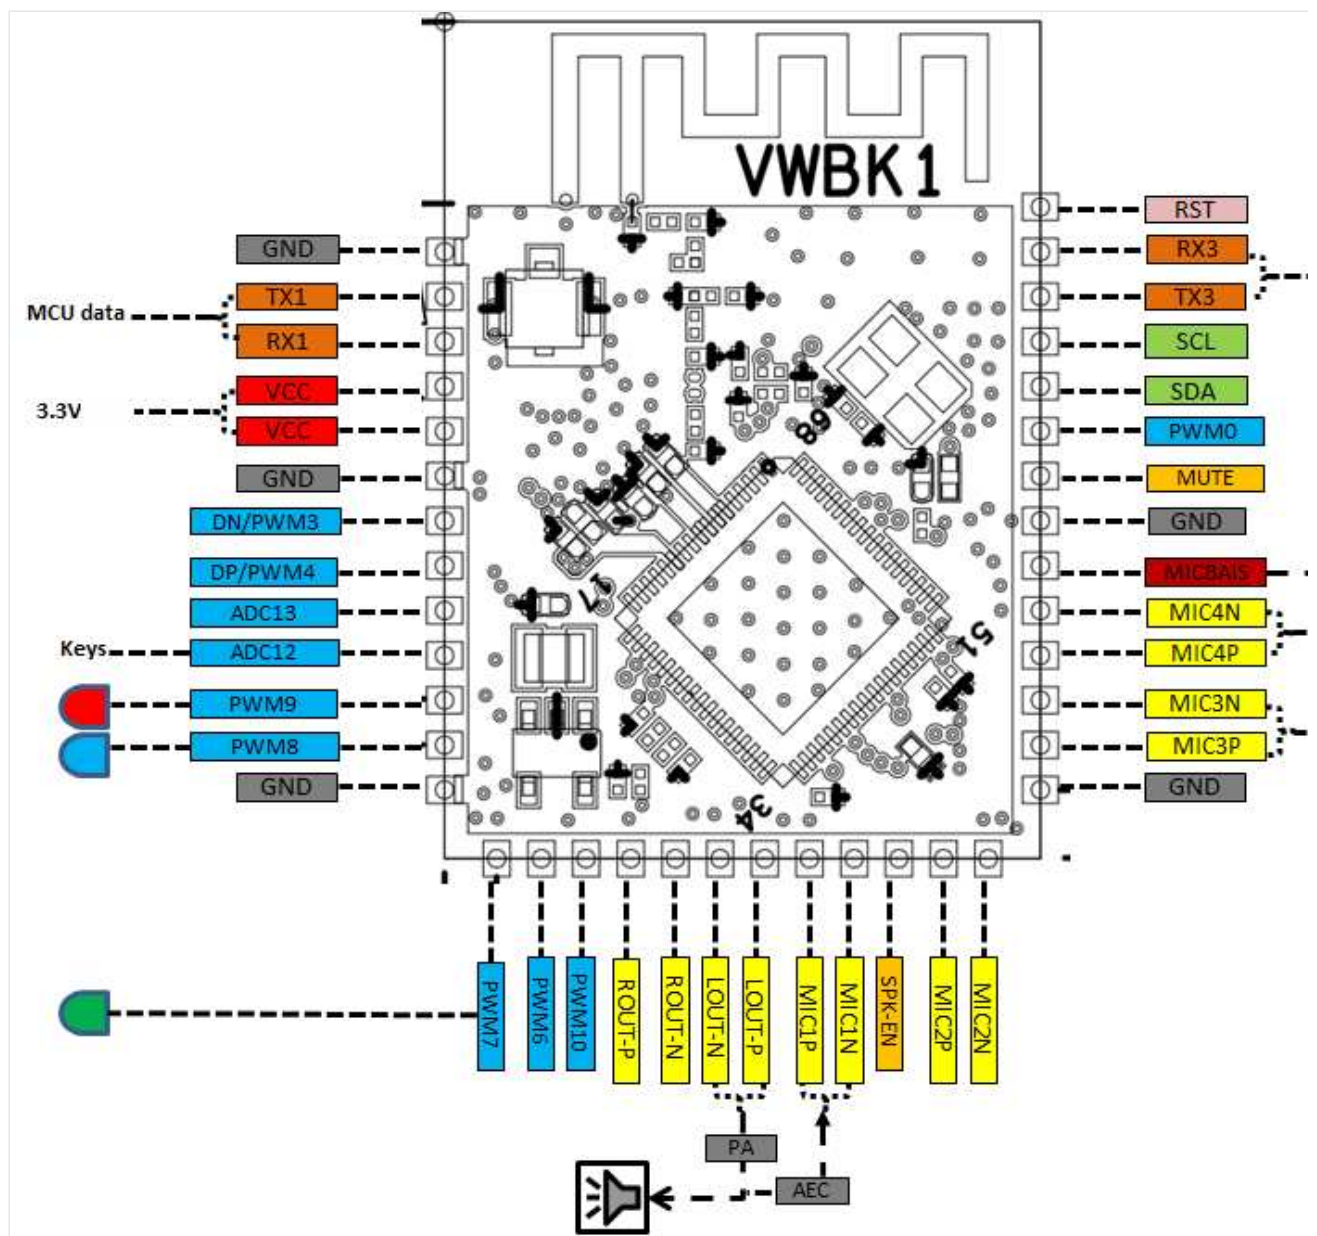 VWBK1
GND
TX1
RX1
MCU data
VCC
VCC
3.3V
GND
DN/PWM3
DP/PWM4
ADC13
Keys
ADC12
PWM9
PWM8
GND
RST
RX3
TX3
SCL
SDA
PWM0
MUTE
GND
MICBAIS
MIC4N
MIC4P
MIC3N
MIC3P
GND
68
17
51
34
PWM7
PWM6
PWM10
ROUT-P
ROUT-N
LOUT-N
LOUT-P
MIC1P
MIC1N
SPK-EN
MIC2P
MIC2N
PA
AEC